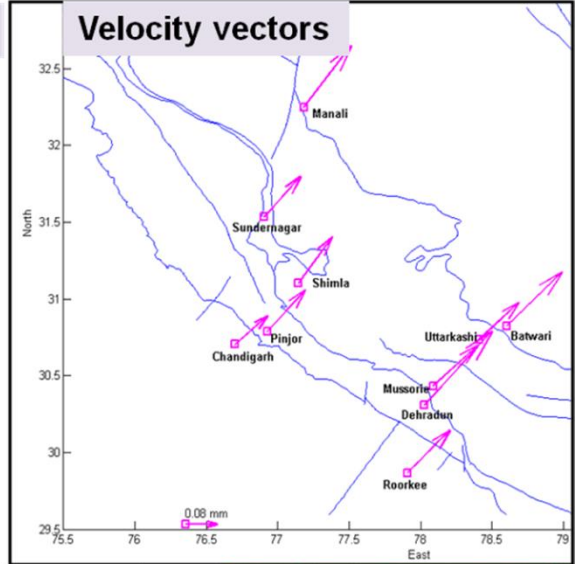 Velocity vectors
32.5
32
31.5
31
30.5
30
29.5
North
Manali
Sundernagar
Shimla
Pinjor
Chandigarh
Uttarkashi
Batwari
Mussorie
Dehradun
Roorkee
0.08 mm
75.5 76 76.5 77 77.5 78 78.5 79
East